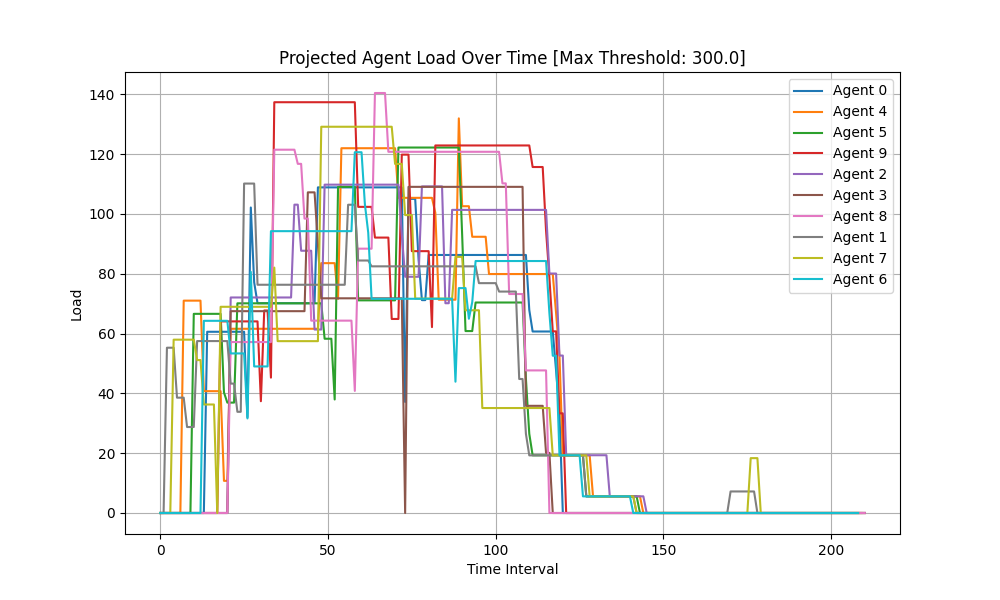 Projected Agent Load Over Time [Max Threshold: 300.0]
Load
140
120
100
80
60
40
20
0
0 50 100 150 200
Time Interval
Agent 0
Agent 4
Agent 5
Agent 9
Agent 2
Agent 3
Agent 8
Agent 1
Agent 7
Agent 6